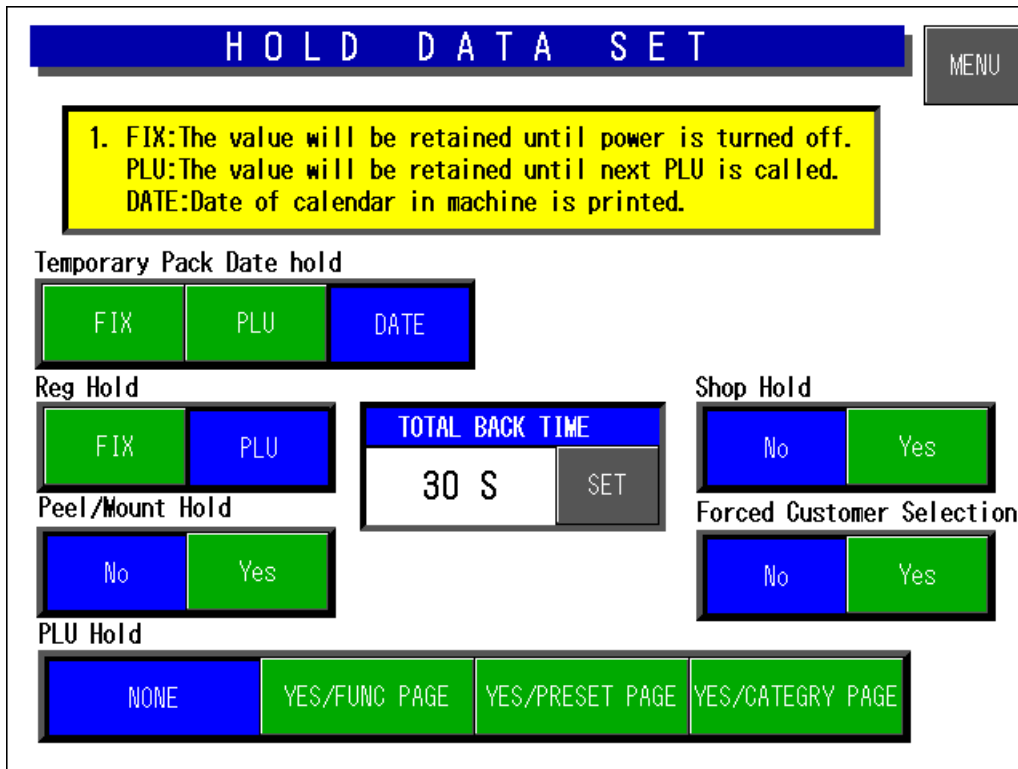 HOLD DATA SET
MENU
1. FIX:The value will be retained until power is turned off.
PLU:The value will be retained until next PLU is called.
DATE:Date of calendar in machine is printed.
Temporary Pack Date hold
FIX PLU DATE
Reg Hold
FIX PLU
TOTAL BACK TIME
30 S SET
Shop Hold
No Yes
Peel/Mount Hold
No Yes
Forced Customer Selection
No Yes
PLU Hold
NONE YES/FUNC PAGE YES/PRESET PAGE YES/CATEGRY PAGE